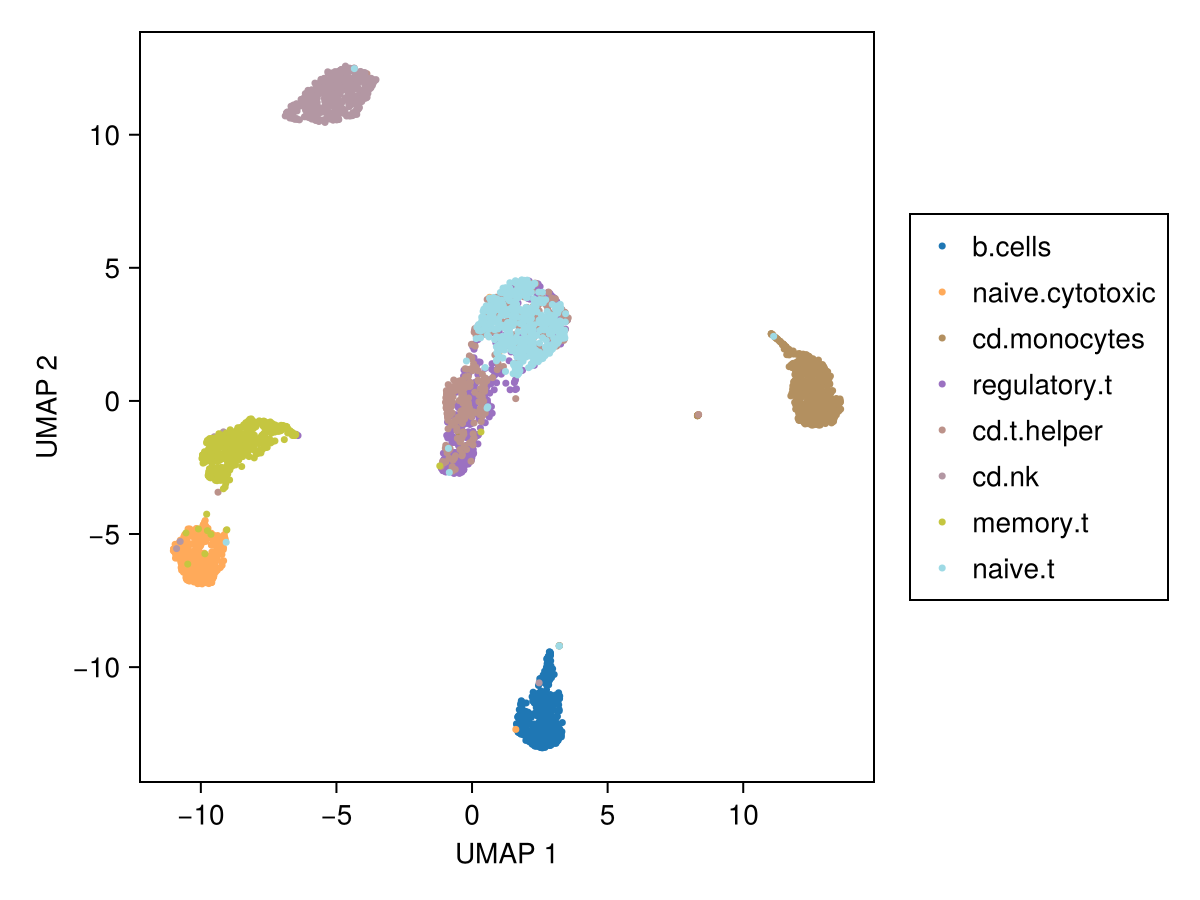 10
5
0
−5
−10
UMAP 2
−10
−5
0
5
10
UMAP 1
b.cells
naive.cytotoxic
cd.monocytes
regulatory.t
cd.t.helper
cd.nk
memory.t
naive.t